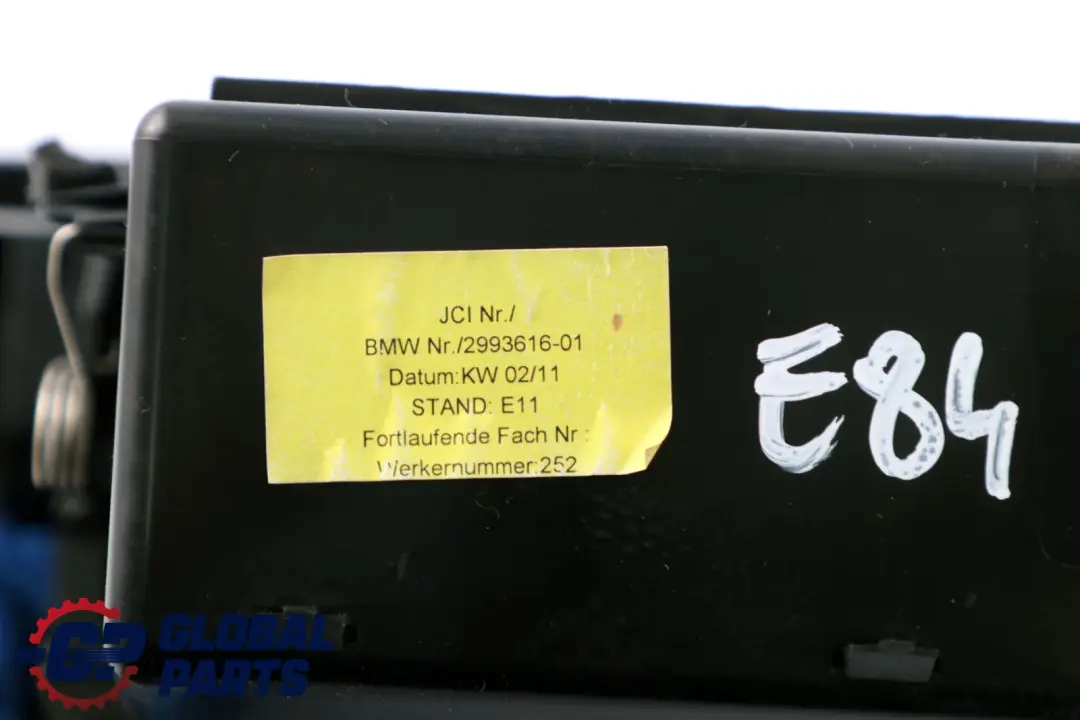 JCI Nr./
BMW Nr./2993616-01
Datum:KW 02/11
STAND: E11
Fortlaufende Fach Nr :
Werkernummer:252
E84
GP GLOBAL
PARTS